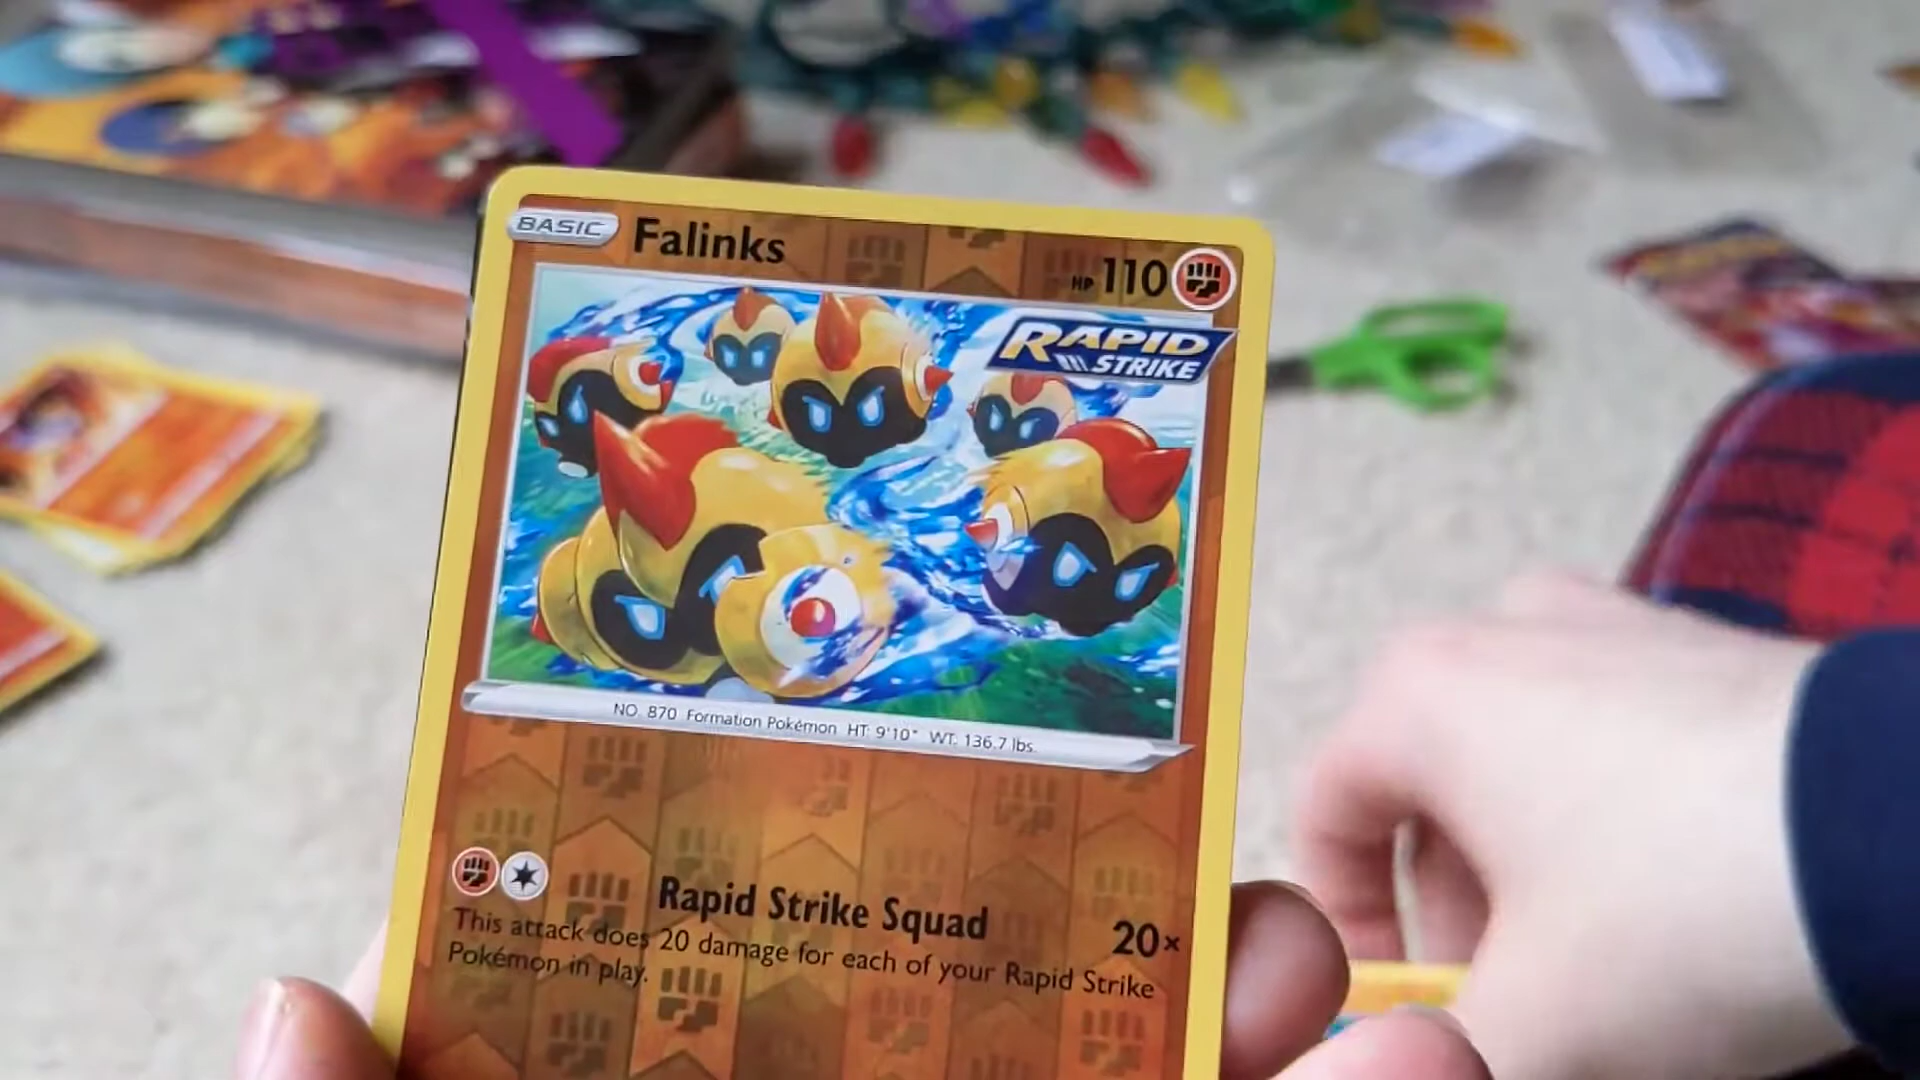 BASIC Falinks HP 110
RAPID
STRIKE
NO. 870 Formation Pokémon HT: 9'10" WT: 136.7 lbs.
Rapid Strike Squad 20×
This attack does 20 damage for each of your Rapid Strike
Pokémon in play.